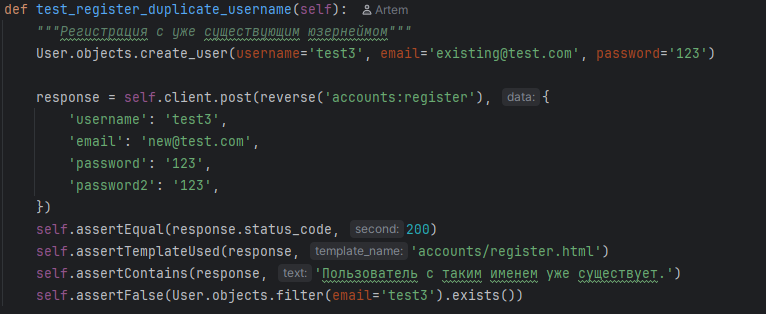 def test_register_duplicate_username(self): Artem
"""Регистрация с уже существующим юзернеймом"""
User.objects.create_user(username='test3', email='existing@test.com', password='123')
response = self.client.post(reverse('accounts:register'), data: {
'username': 'test3',
'email': 'new@test.com',
'password': '123',
'password2': '123',
})
self.assertEqual(response.status_code, second: 200)
self.assertTemplateUsed(response, template_name: 'accounts/register.html')
self.assertContains(response, text: 'Пользователь с таким именем уже существует.')
self.assertFalse(User.objects.filter(email='test3').exists())